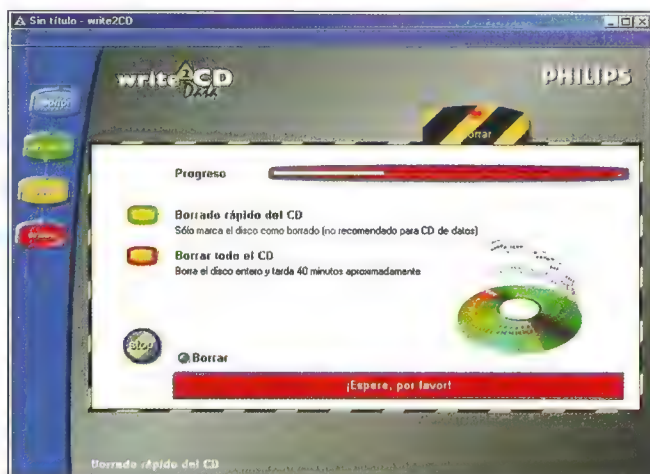 Sin título - write2CD
write2CD
Data
PHILIPS
Borrar
Progreso
Borrado rápido del CD
Sólo marca el disco como borrado (no recomendado para CD de datos)
Borrar todo el CD
Borra el disco entero y tarda 40 minutos aproximadamente
stop
Borrar
¡Espere, por favor!
Borrado rápido del CD